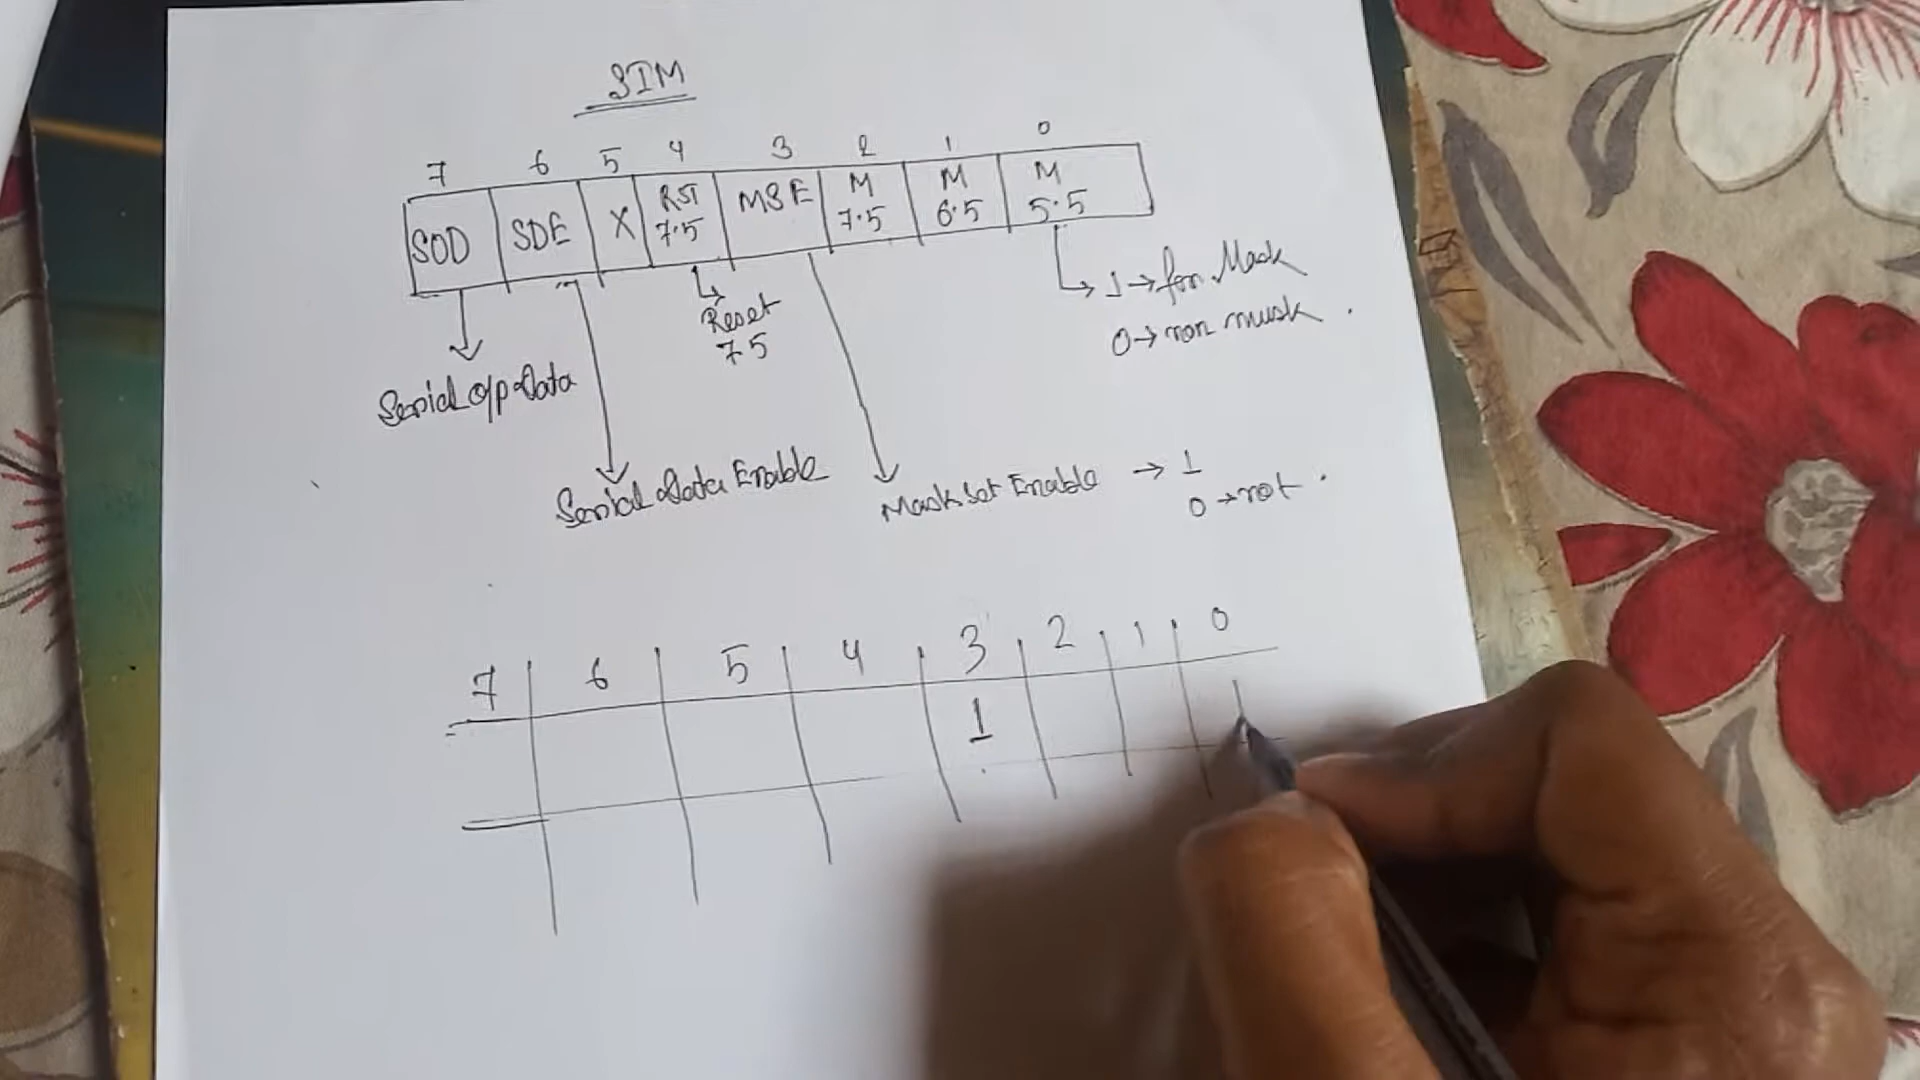 SIM
7 6 5 4 3 2 1 0
SOD SDE X RST 7.5 MSE M 7.5 M 6.5 M 5.5
1 → for Mask
0 → non musk .
Reset
7.5
Serial o/p Data
Serial Data Enable
Mask Set Enable → 1
0 → not .
7 6 5 4 3 2 1 0
1 1